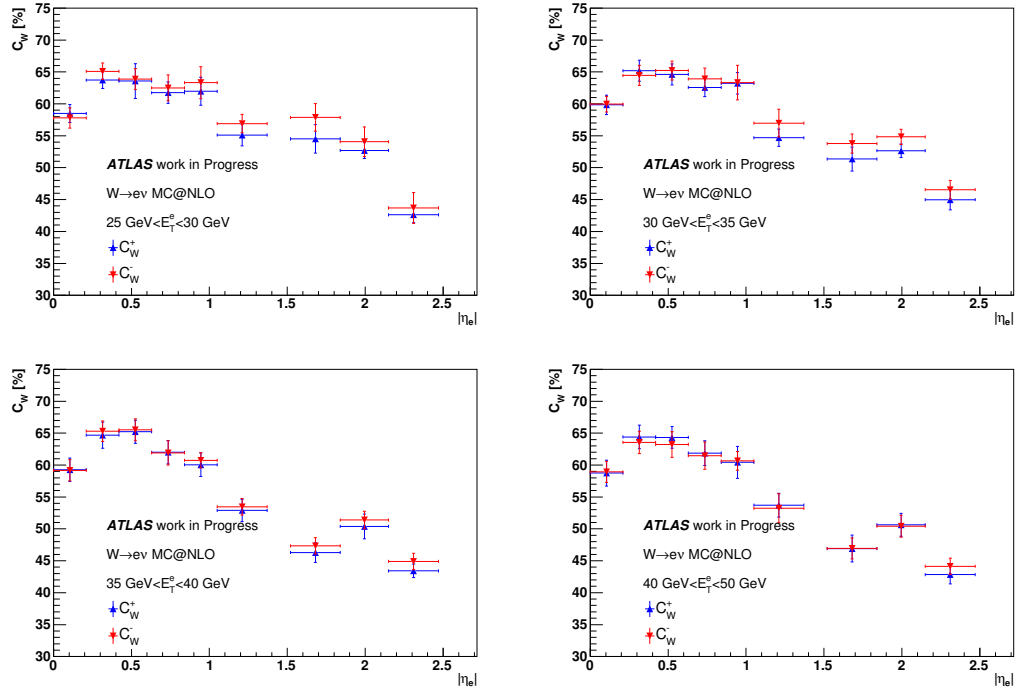 C_W [%]
75
70
65
60
55
50
45
40
35
30
ATLAS work in Progress
W→eν MC@NLO
25 GeV<E_T^e<30 GeV
C_W^+
C_W^-
0 0.5 1 1.5 2 2.5
|η_e|
C_W [%]
75
70
65
60
55
50
45
40
35
30
ATLAS work in Progress
W→eν MC@NLO
30 GeV<E_T^e<35 GeV
C_W^+
C_W^-
0 0.5 1 1.5 2 2.5
|η_e|
C_W [%]
75
70
65
60
55
50
45
40
35
30
ATLAS work in Progress
W→eν MC@NLO
35 GeV<E_T^e<40 GeV
C_W^+
C_W^-
0 0.5 1 1.5 2 2.5
|η_e|
C_W [%]
75
70
65
60
55
50
45
40
35
30
ATLAS work in Progress
W→eν MC@NLO
40 GeV<E_T^e<50 GeV
C_W^+
C_W^-
0 0.5 1 1.5 2 2.5
|η_e|